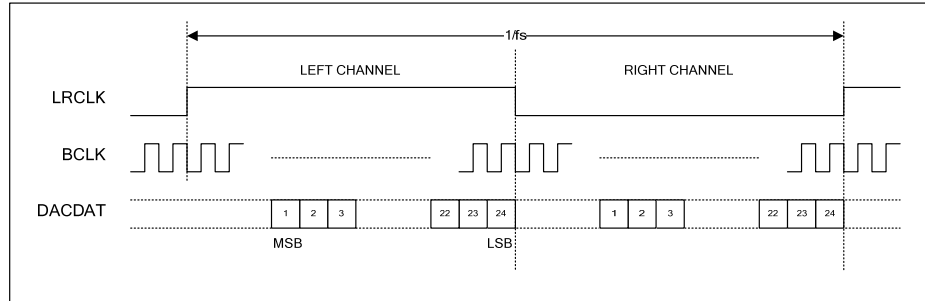 1/fs
LEFT CHANNEL RIGHT CHANNEL
LRCLK
BCLK
DACDAT
1 2 3 22 23 24 1 2 3 22 23 24
MSB LSB